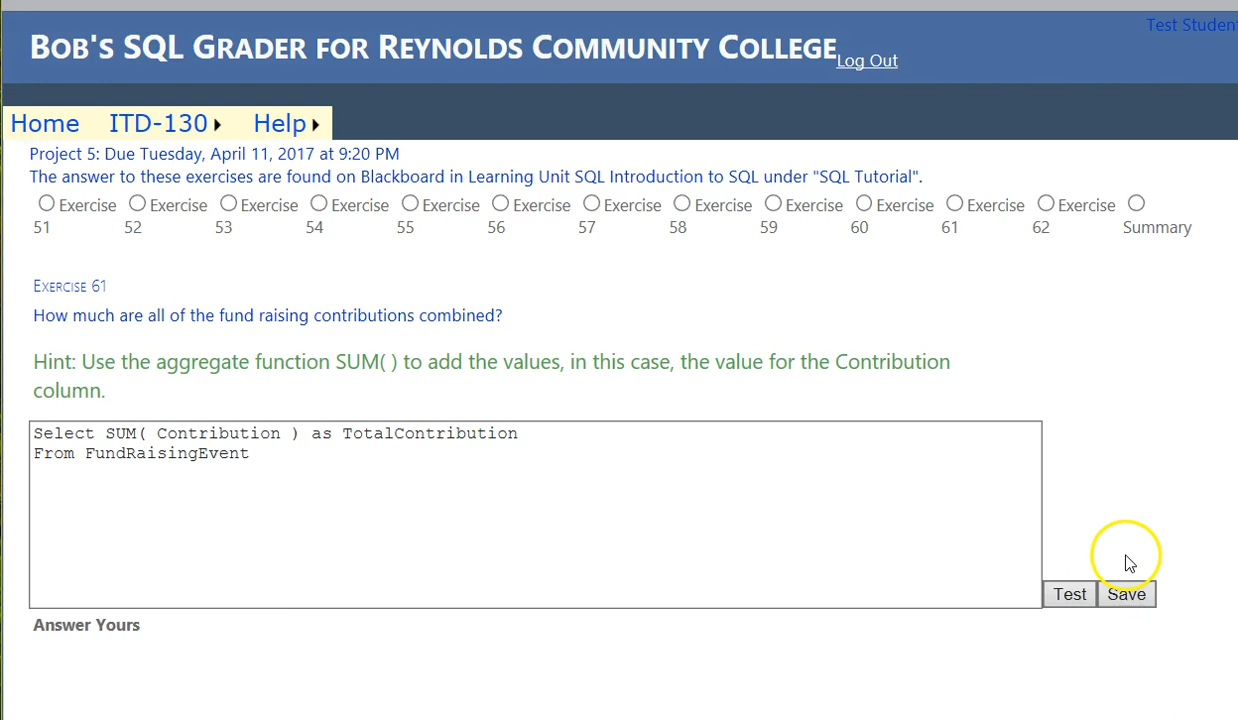 Test Student
BOB'S SQL GRADER FOR REYNOLDS COMMUNITY COLLEGE Log Out
Home ITD-130 Help
Project 5: Due Tuesday, April 11, 2017 at 9:20 PM
The answer to these exercises are found on Blackboard in Learning Unit SQL Introduction to SQL under "SQL Tutorial".
Exercise Exercise Exercise Exercise Exercise Exercise Exercise Exercise Exercise Exercise Exercise Exercise
51 52 53 54 55 56 57 58 59 60 61 62 Summary
EXERCISE 61
How much are all of the fund raising contributions combined?
Hint: Use the aggregate function SUM( ) to add the values, in this case, the value for the Contribution
column.
Select SUM( Contribution ) as TotalContribution
From FundRaisingEvent
Test Save
Answer Yours